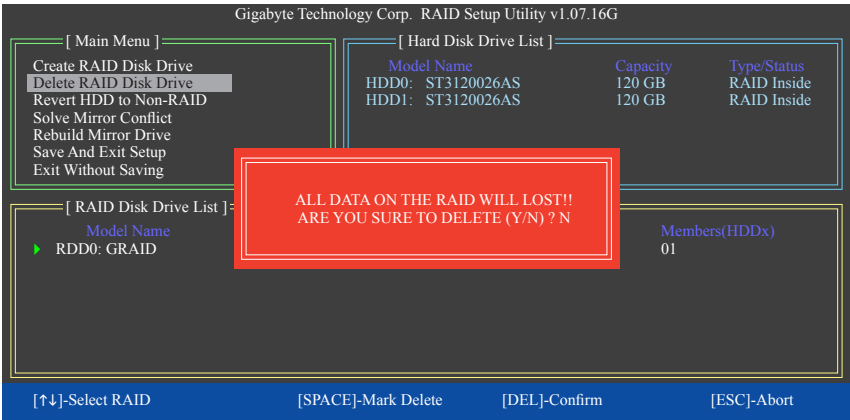 Gigabyte Technology Corp. RAID Setup Utility v1.07.16G
[ Main Menu ]
Create RAID Disk Drive
Delete RAID Disk Drive
Revert HDD to Non-RAID
Solve Mirror Conflict
Rebuild Mirror Drive
Save And Exit Setup
Exit Without Saving
[ Hard Disk Drive List ]
Model Name Capacity Type/Status
HDD0: ST3120026AS 120 GB RAID Inside
HDD1: ST3120026AS 120 GB RAID Inside
ALL DATA ON THE RAID WILL LOST!!
ARE YOU SURE TO DELETE (Y/N) ? N
[ RAID Disk Drive List ]
Model Name Members(HDDx)
RDD0: GRAID 01
[↑↓]-Select RAID [SPACE]-Mark Delete [DEL]-Confirm [ESC]-Abort